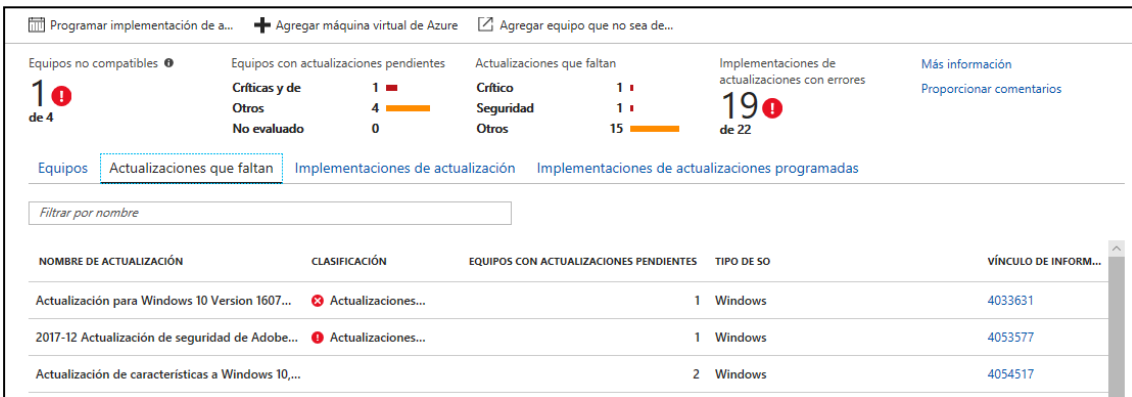 Programar implementación de a... Agregar máquina virtual de Azure Agregar equipo que no sea de...
Equipos no compatibles
1
de 4
Equipos con actualizaciones pendientes
Críticas y de 1
Otros 4
No evaluado 0
Actualizaciones que faltan
Crítico 1
Seguridad 1
Otros 15
Implementaciones de
actualizaciones con errores
19
de 22
Más información
Proporcionar comentarios
Equipos Actualizaciones que faltan Implementaciones de actualización Implementaciones de actualizaciones programadas
Filtrar por nombre
NOMBRE DE ACTUALIZACIÓN CLASIFICACIÓN EQUIPOS CON ACTUALIZACIONES PENDIENTES TIPO DE SO VÍNCULO DE INFORM...
Actualización para Windows 10 Version 1607... Actualizaciones... 1 Windows 4033631
2017-12 Actualización de seguridad de Adobe... Actualizaciones... 1 Windows 4053577
Actualización de características a Windows 10,... 2 Windows 4054517